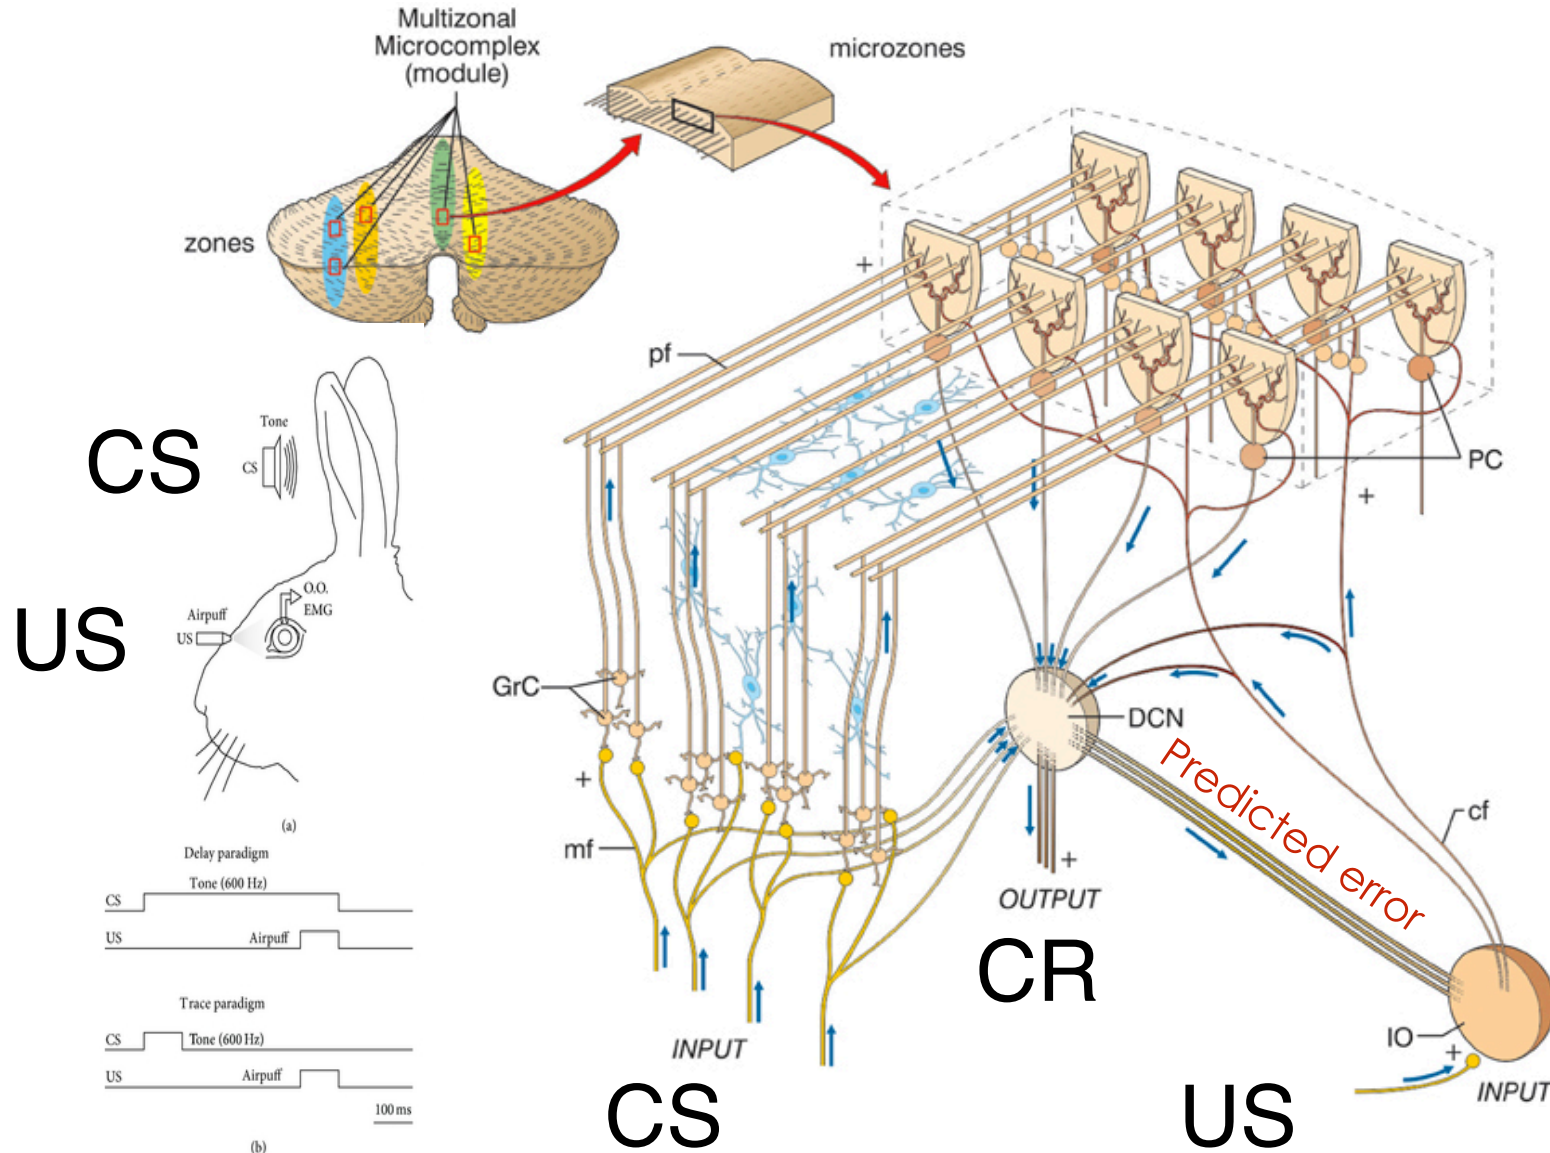 Multizonal
Microcomplex
(module)
microzones
zones
+
pf
CS
Tone
CS
PC
+
US
O.O.
EMG
Airpuff
US
GrC
DCN
Predicted error
+
cf
mf
(a)
Delay paradigm
Tone (600 Hz)
CS
US
Airpuff
+
OUTPUT
CR
Trace paradigm
CS
Tone (600 Hz)
US
Airpuff
100 ms
(b)
INPUT
CS
IO
+
INPUT
US